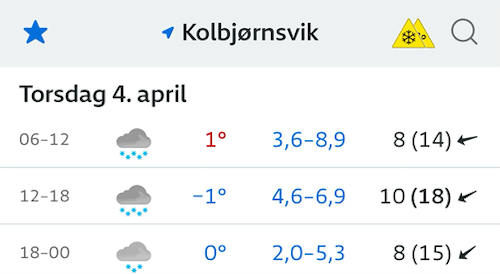 Kolbjørnsvik
Torsdag 4. april
06–12 1° 3,6–8,9 8 (14)
12–18 −1° 4,6–6,9 10 (18)
18–00 0° 2,0–5,3 8 (15)